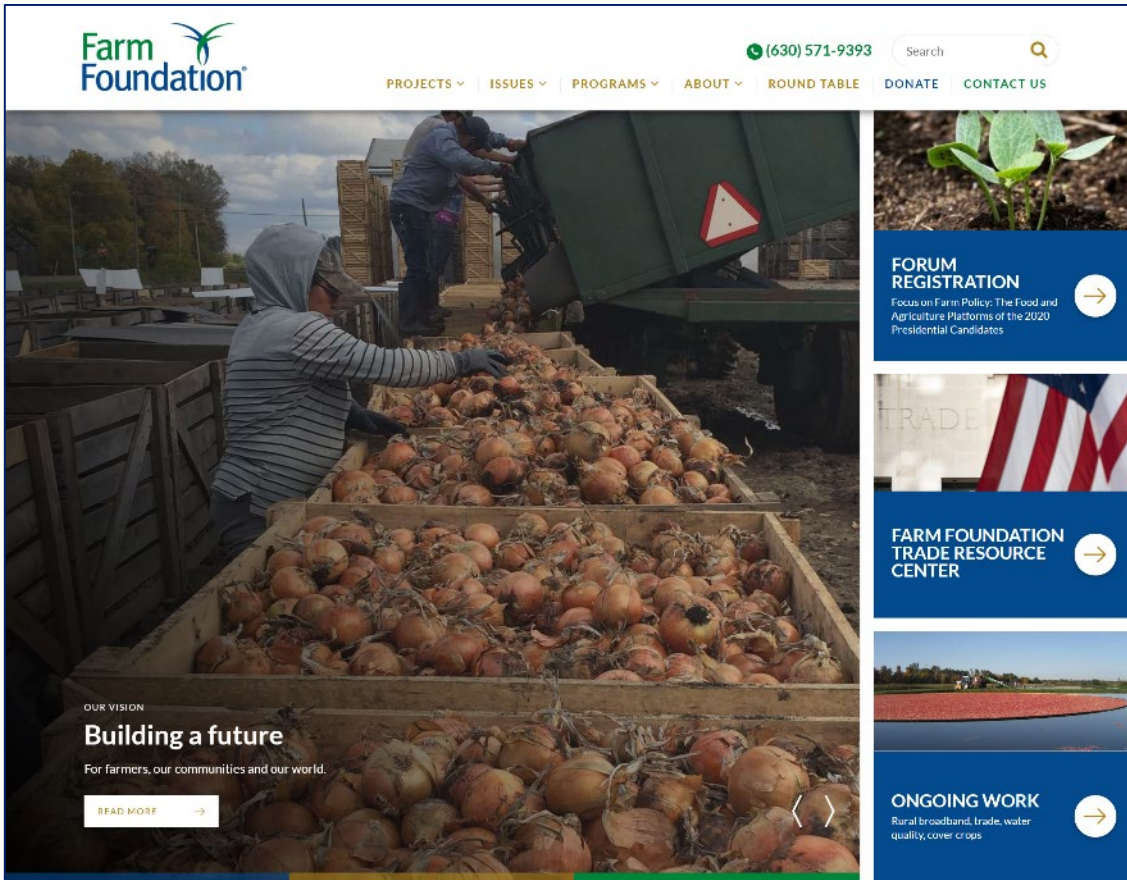 Farm
Foundation®
(630) 571-9393
Search
PROJECTS
ISSUES
PROGRAMS
ABOUT
ROUND TABLE
DONATE
CONTACT US
OUR VISION
Building a future
For farmers, our communities and our world.
READ MORE
FORUM
REGISTRATION
Focus on Farm Policy: The Food and
Agriculture Platforms of the 2020
Presidential Candidates
TRADE
FARM FOUNDATION
TRADE RESOURCE
CENTER
ONGOING WORK
Rural broadband, trade, water
quality, cover crops